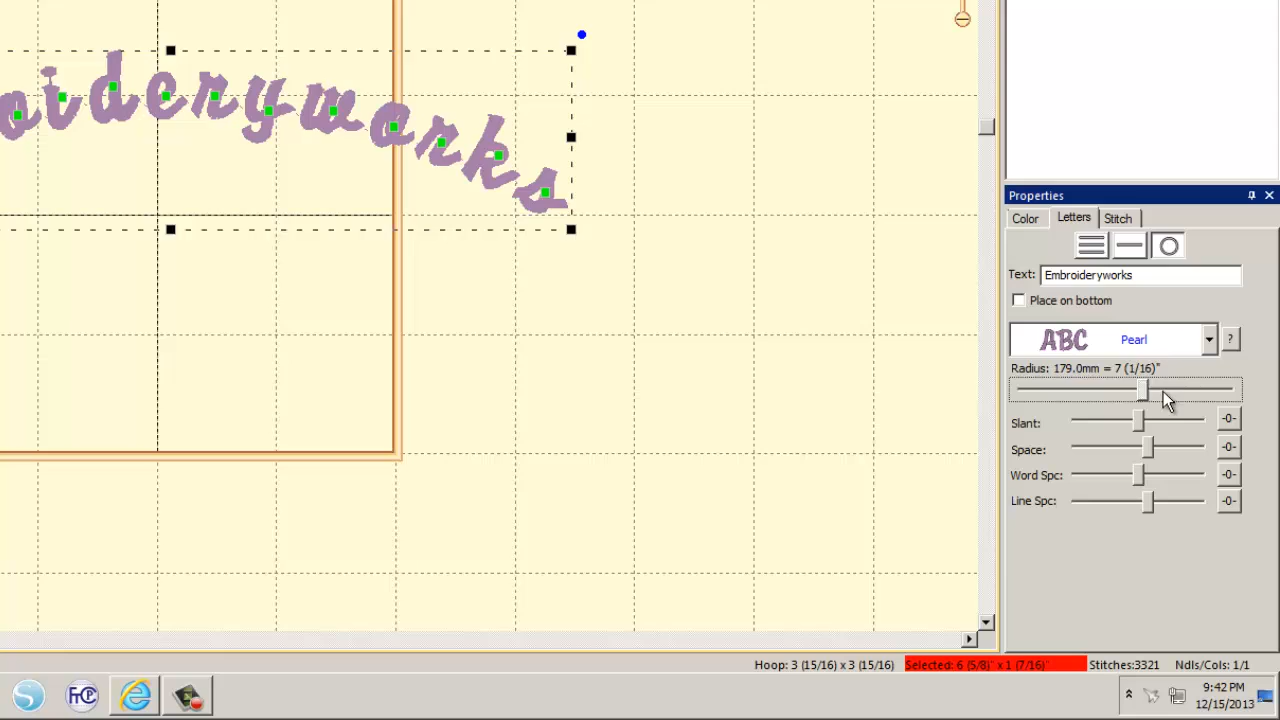 oideryworks
Properties
Color Letters Stitch
Text: Embroideryworks
Place on bottom
ABC Pearl ?
Radius: 179.0mm = 7 (1/16)"
Slant: -0-
Space: -0-
Word Spc: -0-
Line Spc: -0-
Hoop: 3 (15/16) x 3 (15/16) Selected: 6 (5/8)" x 1 (7/16)" Stitches:3321 Ndls/Cols: 1/1
S FTCP e 9:42 PM
12/15/2013